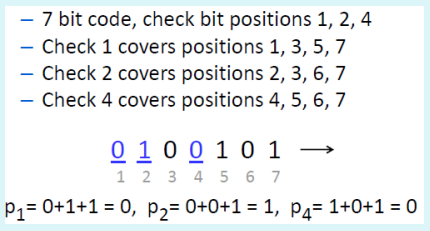 – 7 bit code, check bit positions 1, 2, 4
– Check 1 covers positions 1, 3, 5, 7
– Check 2 covers positions 2, 3, 6, 7
– Check 4 covers positions 4, 5, 6, 7
0 1 0 0 1 0 1 →
1 2 3 4 5 6 7
p₁= 0+1+1 = 0, p₂= 0+0+1 = 1, p₄= 1+0+1 = 0